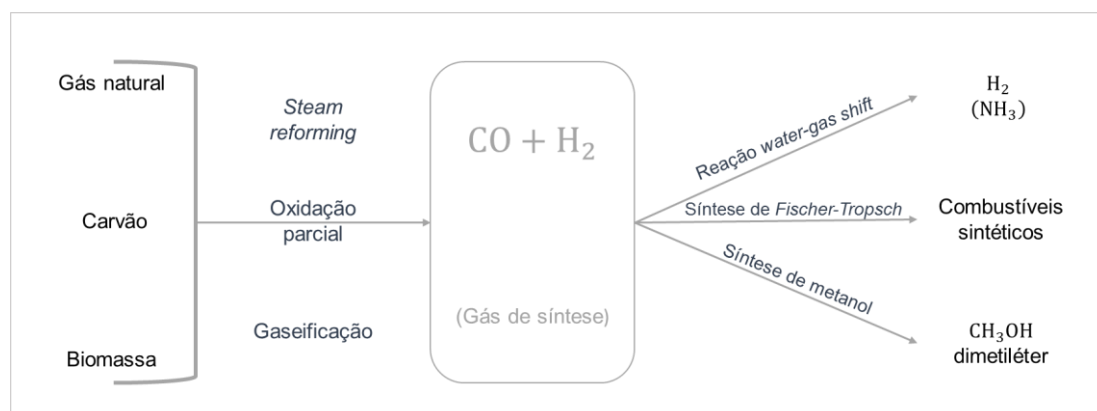 Gás natural
Carvão
Biomassa
Steam
reforming
Oxidação
parcial
Gaseificação
CO + H₂
(Gás de síntese)
Reação water-gas shift
Síntese de Fischer-Tropsch
Síntese de metanol
H₂
(NH₃)
Combustíveis
sintéticos
CH₃OH
dimetiléter